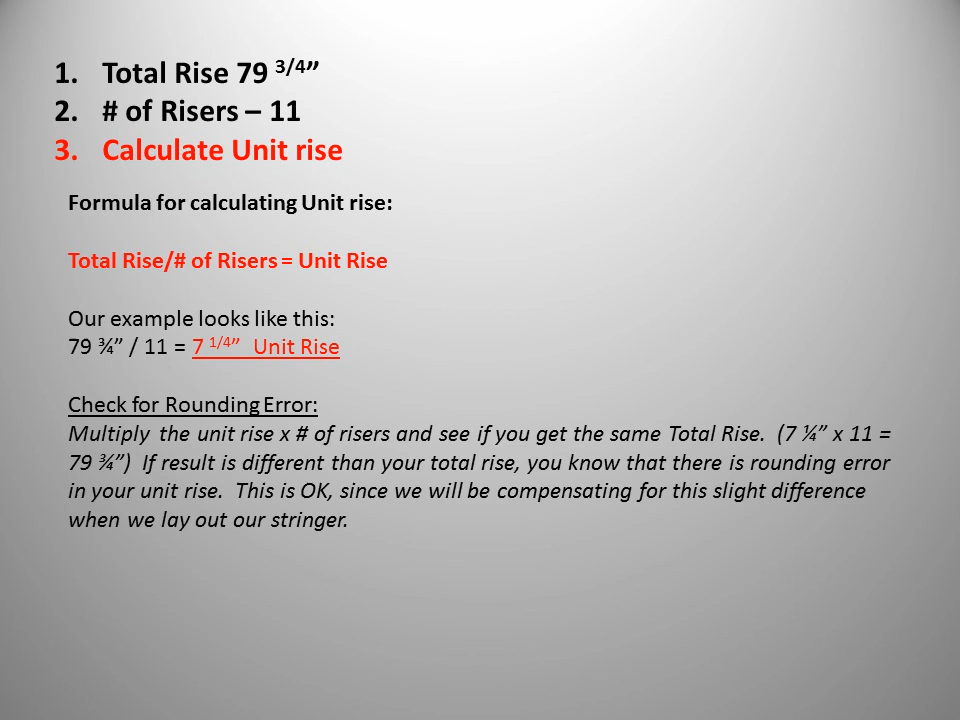 1. Total Rise 79 3/4”
2. # of Risers – 11
3. Calculate Unit rise
Formula for calculating Unit rise:
Total Rise/# of Risers = Unit Rise
Our example looks like this:
79 ¾” / 11 = 7 1/4” Unit Rise
Check for Rounding Error:
Multiply the unit rise x # of risers and see if you get the same Total Rise. (7 ¼” x 11 =
79 ¾”) If result is different than your total rise, you know that there is rounding error
in your unit rise. This is OK, since we will be compensating for this slight difference
when we lay out our stringer.